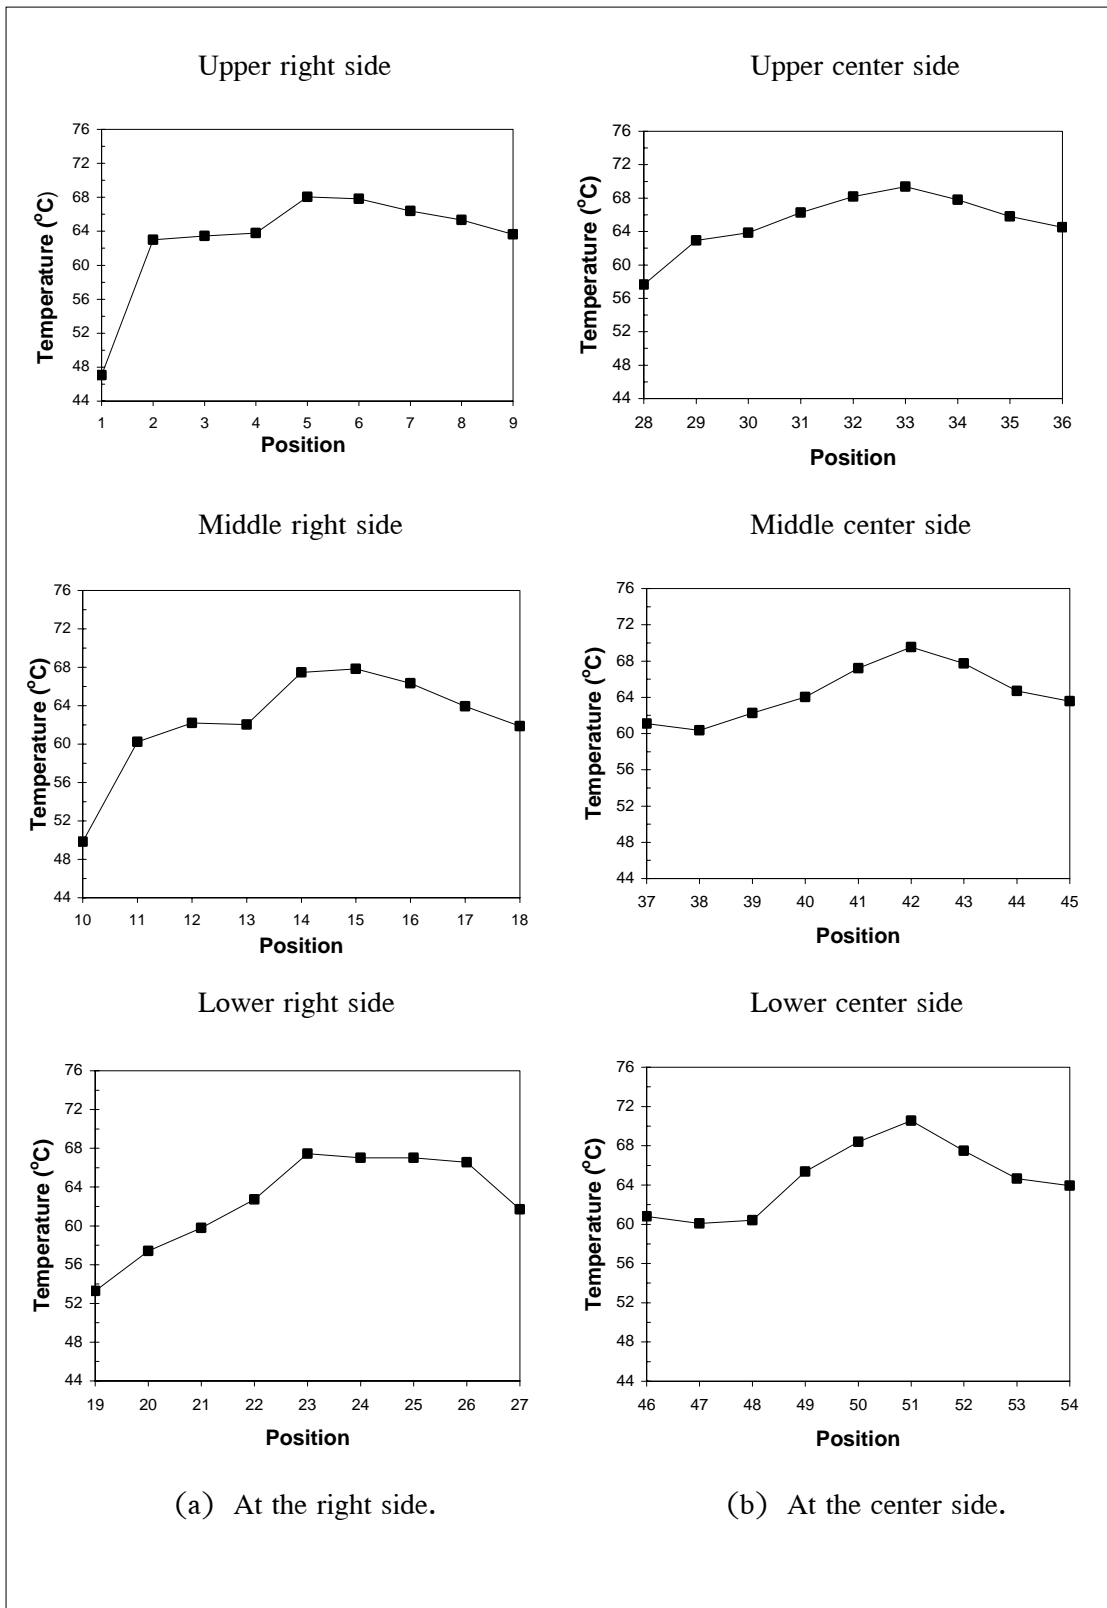 Upper right side
76
72
68
64
60
56
52
48
44
Temperature (°C)
1 2 3 4 5 6 7 8 9
Position
Upper center side
76
72
68
64
60
56
52
48
44
Temperature (°C)
28 29 30 31 32 33 34 35 36
Position
Middle right side
76
72
68
64
60
56
52
48
44
Temperature (°C)
10 11 12 13 14 15 16 17 18
Position
Middle center side
76
72
68
64
60
56
52
48
44
Temperature (°C)
37 38 39 40 41 42 43 44 45
Position
Lower right side
76
72
68
64
60
56
52
48
44
Temperature (°C)
19 20 21 22 23 24 25 26 27
Position
Lower center side
76
72
68
64
60
56
52
48
44
Temperature (°C)
46 47 48 49 50 51 52 53 54
Position
(a) At the right side.
(b) At the center side.